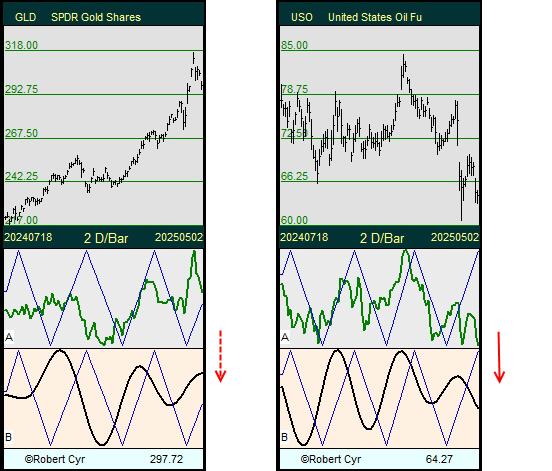 GLD SPDR Gold Shares
318.00
292.75
267.50
242.25
7.00
20240718 2 D/Bar 20250502
A
B
©Robert Cyr 297.72
USO United States Oil Fu
85.00
78.75
72.50
66.25
60.00
20240718 2 D/Bar 20250502
A
B
©Robert Cyr 64.27